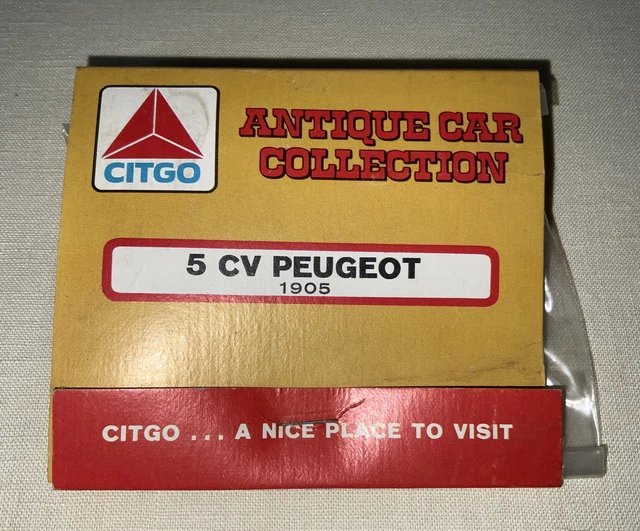 CITGO
ANTIQUE CAR
COLLECTION
5 CV PEUGEOT
1905
CITGO ... A NICE PLACE TO VISIT